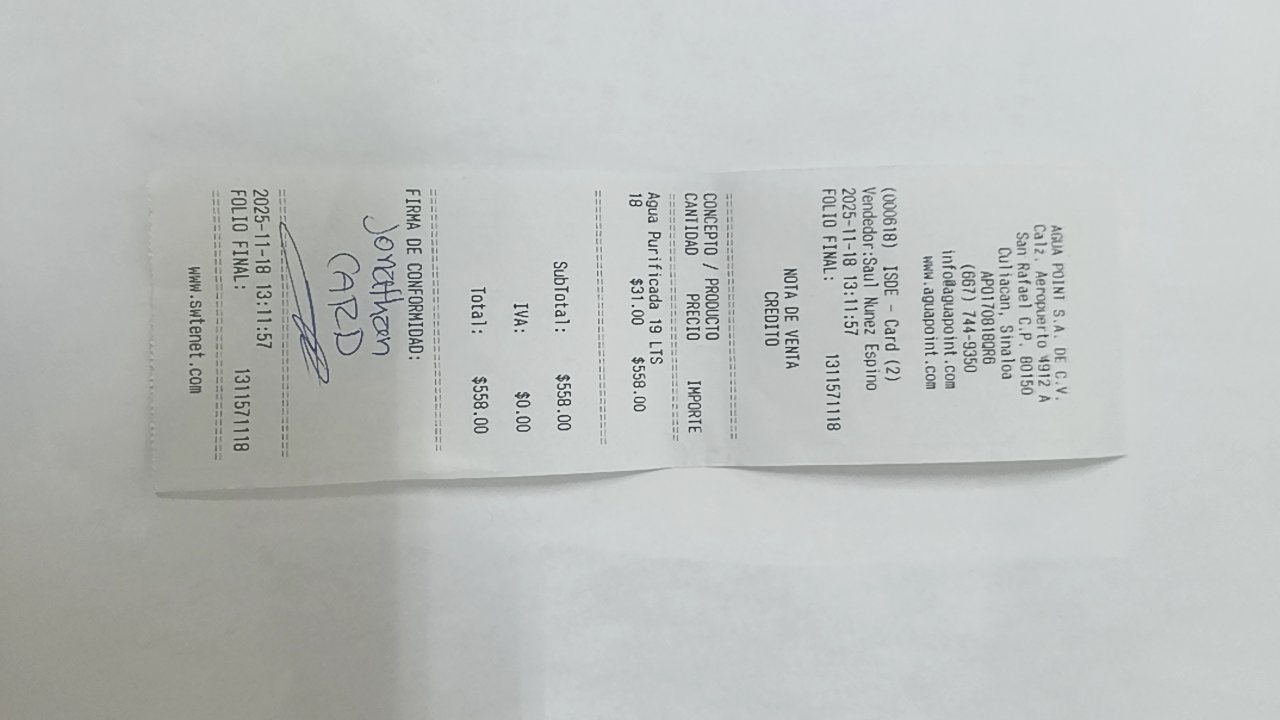 AGUA POINT S.A. DE C.V.
Calz. Aeropuerto 4912 A
San Rafael C.P. 80150
Culiacan, Sinaloa
APO170818QR6
(667) 744-9350
info@aguapoint.com
www.aguapoint.com
(000618) ISDE - Card (2)
Vendedor:Saul Nunez Espino
2025-11-18 13:11:57
FOLIO FINAL: 1311571118
NOTA DE VENTA
CREDITO
CONCEPTO / PRODUCTO
CANTIDAD PRECIO IMPORTE
Agua Purificada 19 LTS
18 $31.00 $558.00
SubTotal: $558.00
IVA: $0.00
Total: $558.00
FIRMA DE CONFORMIDAD:
Jonathan
CARD
2025-11-18 13:11:57
FOLIO FINAL: 1311571118
www.swtenet.com